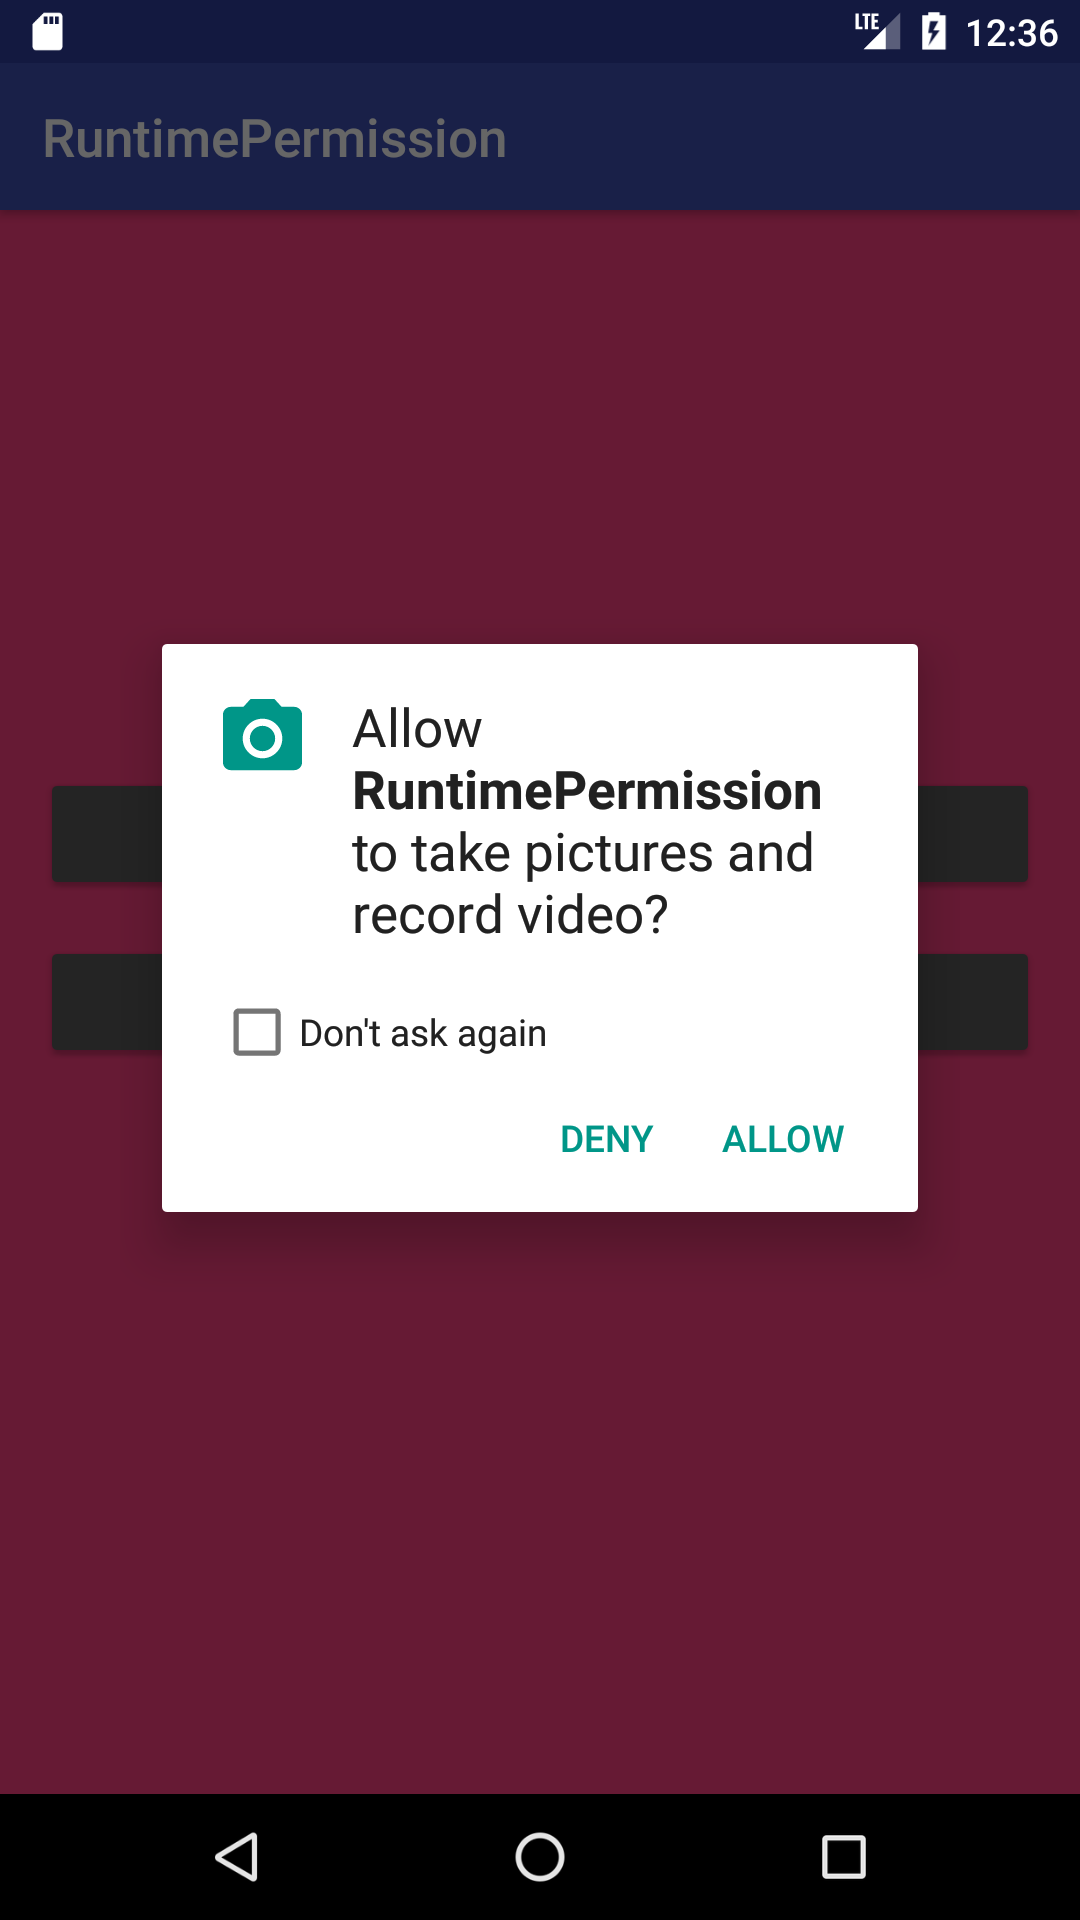 LTE 12:36
RuntimePermission
Allow
RuntimePermission
to take pictures and
record video?
Don't ask again
DENY ALLOW